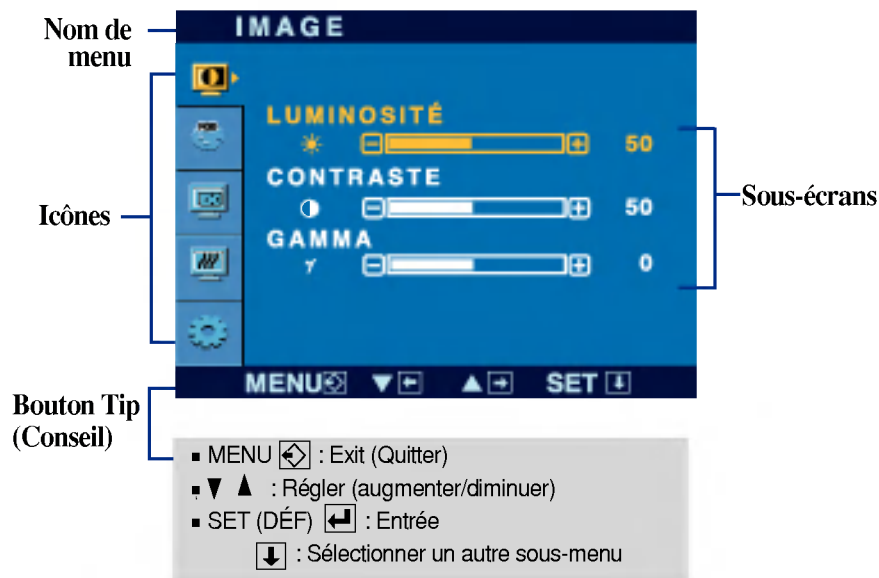 Nom de
menu
IMAGE
LUMINOSITÉ
50
CONTRASTE
50
GAMMA
0
Icônes
Sous-écrans
MENU ▼ ▲ SET
Bouton Tip
(Conseil)
▪ MENU : Exit (Quitter)
▪ ▼ ▲ : Régler (augmenter/diminuer)
▪ SET (DÉF) : Entrée
: Sélectionner un autre sous-menu